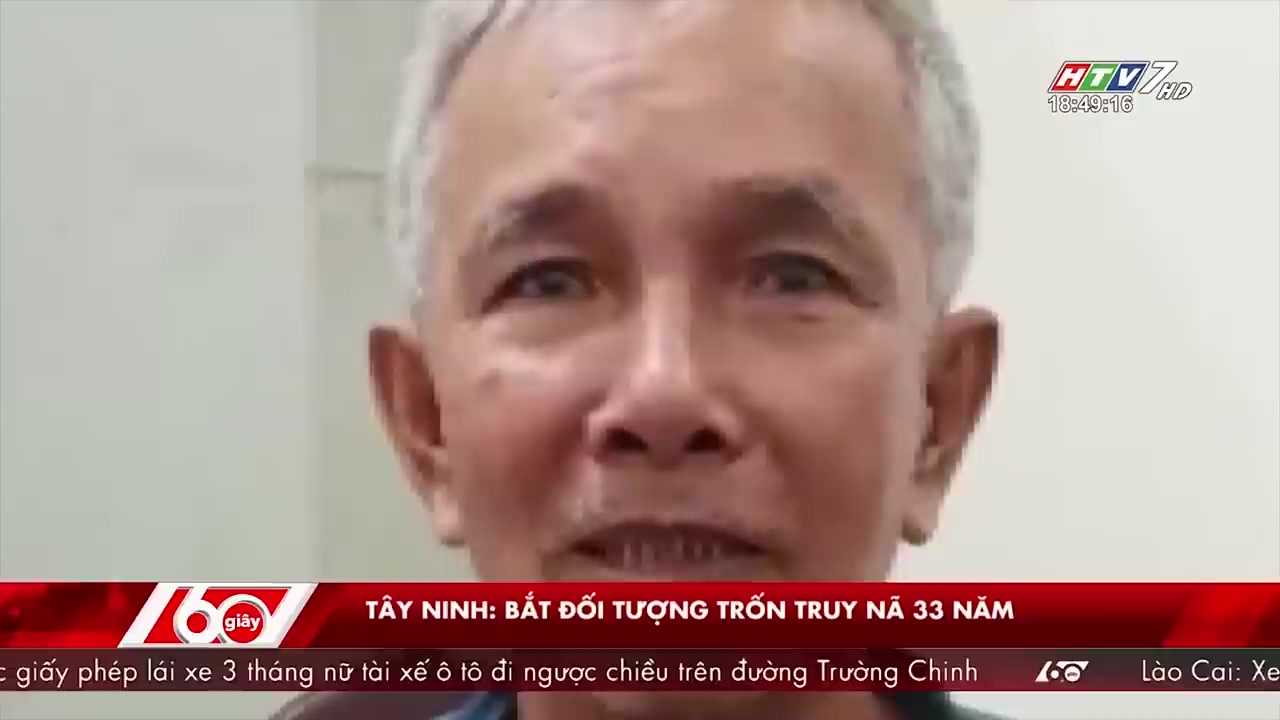 HTV7 HD
18:49:16
60 giây
TÂY NINH: BẮT ĐỐI TƯỢNG TRỐN TRUY NÃ 33 NĂM
giấy phép lái xe 3 tháng nữ tài xế ô tô đi ngược chiều trên đường Trường Chinh
60 Lào Cai: Xe